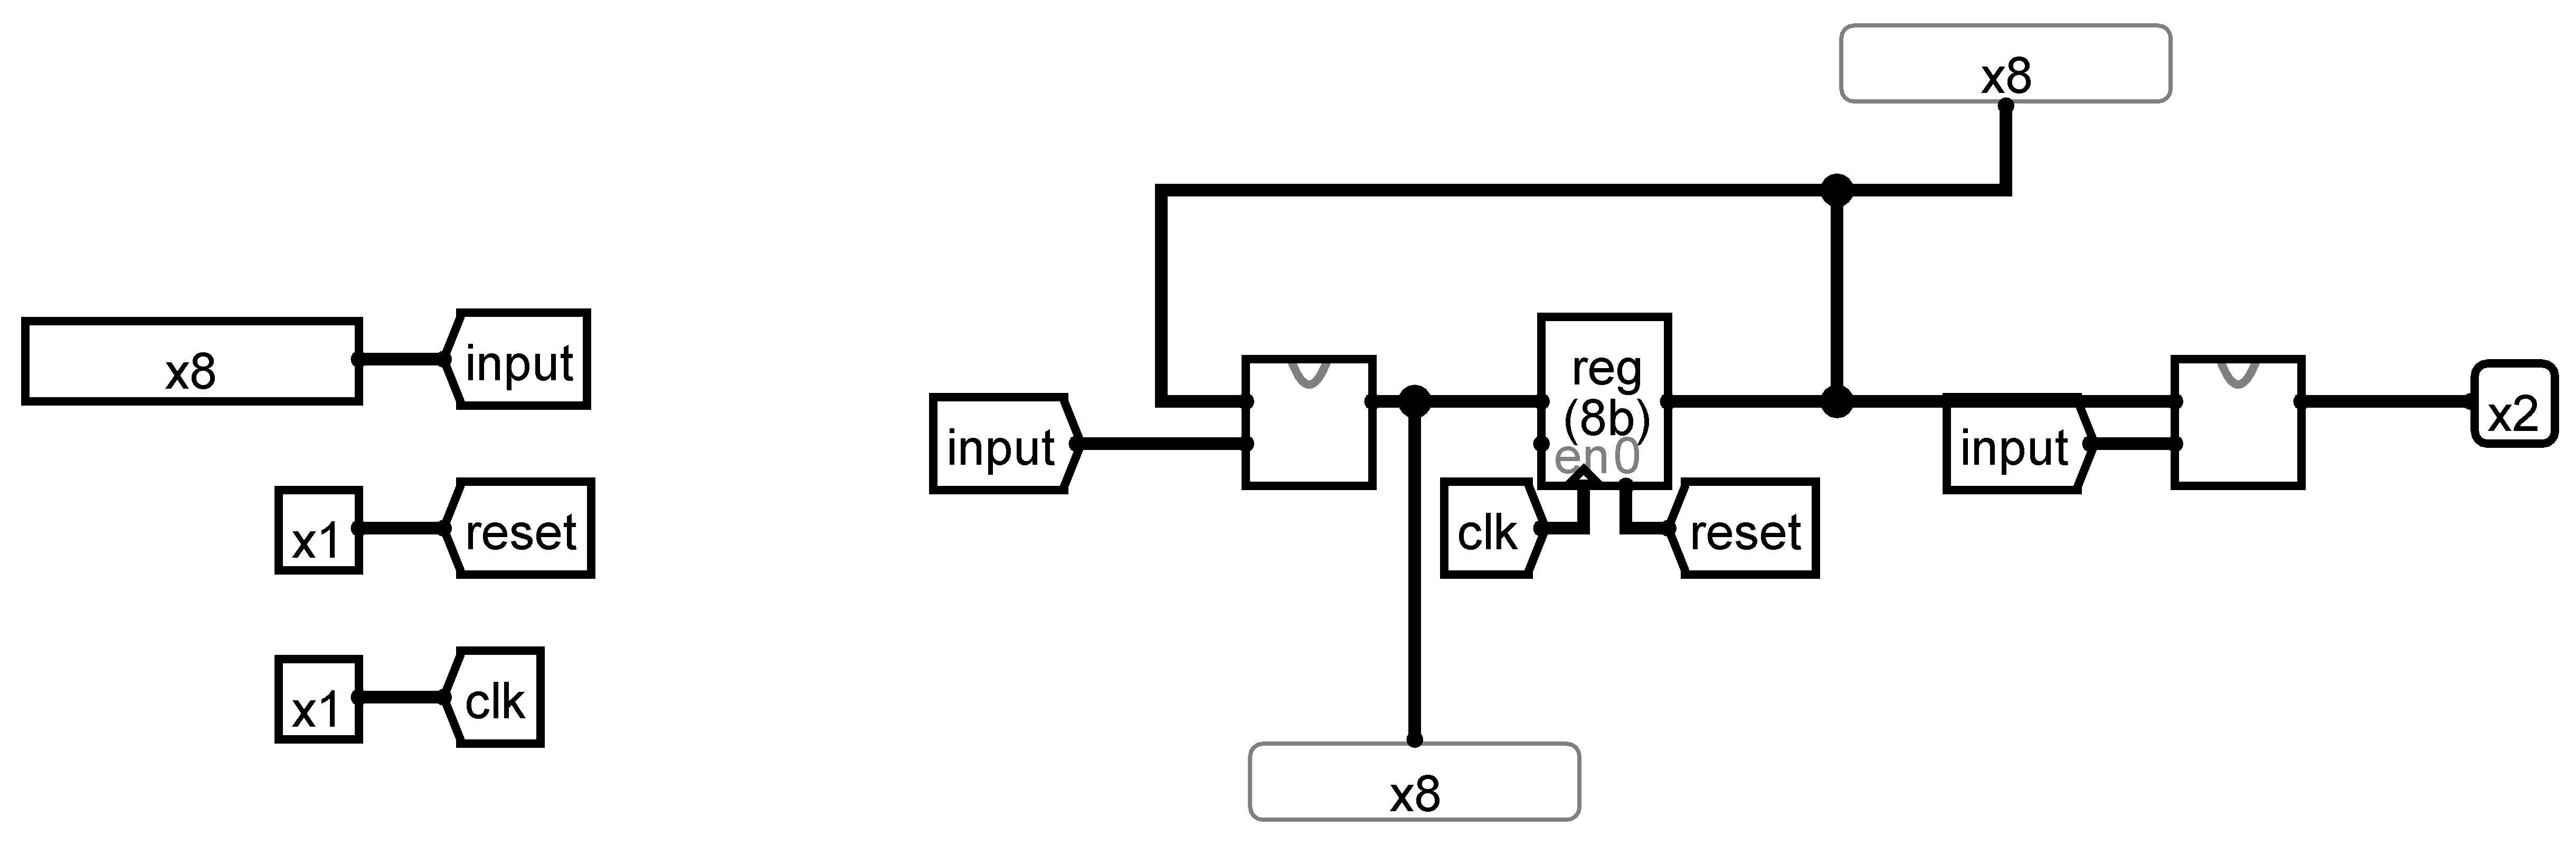 x8
x8
input
input
reg
(8b)
en0
input
x2
x1
reset
clk
reset
x1
clk
x8